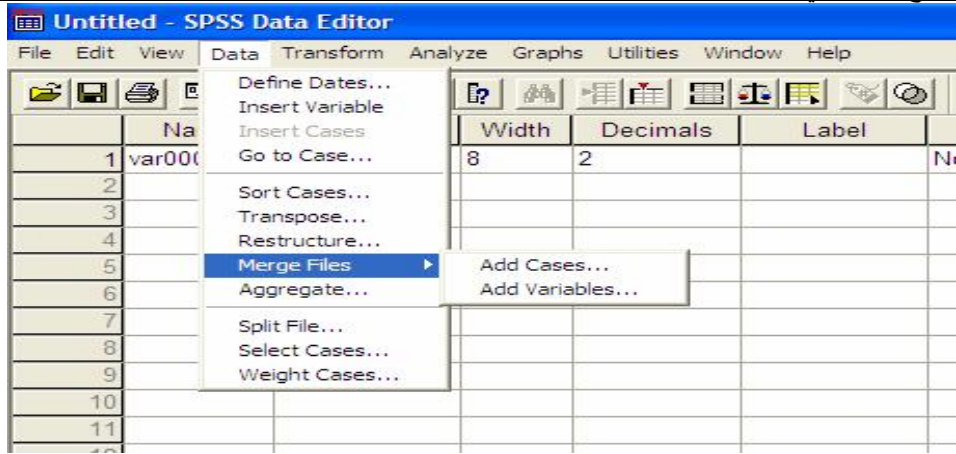 Untitled - SPSS Data Editor
File Edit View Data Transform Analyze Graphs Utilities Window Help
Define Dates...
Insert Variable
Insert Cases
Go to Case...
Sort Cases...
Transpose...
Restructure...
Merge Files
Aggregate...
Split File...
Select Cases...
Weight Cases...
Add Cases...
Add Variables...
Na Width Decimals Label
1 var000 8 2
2
3
4
5
6
7
8
9
10
11